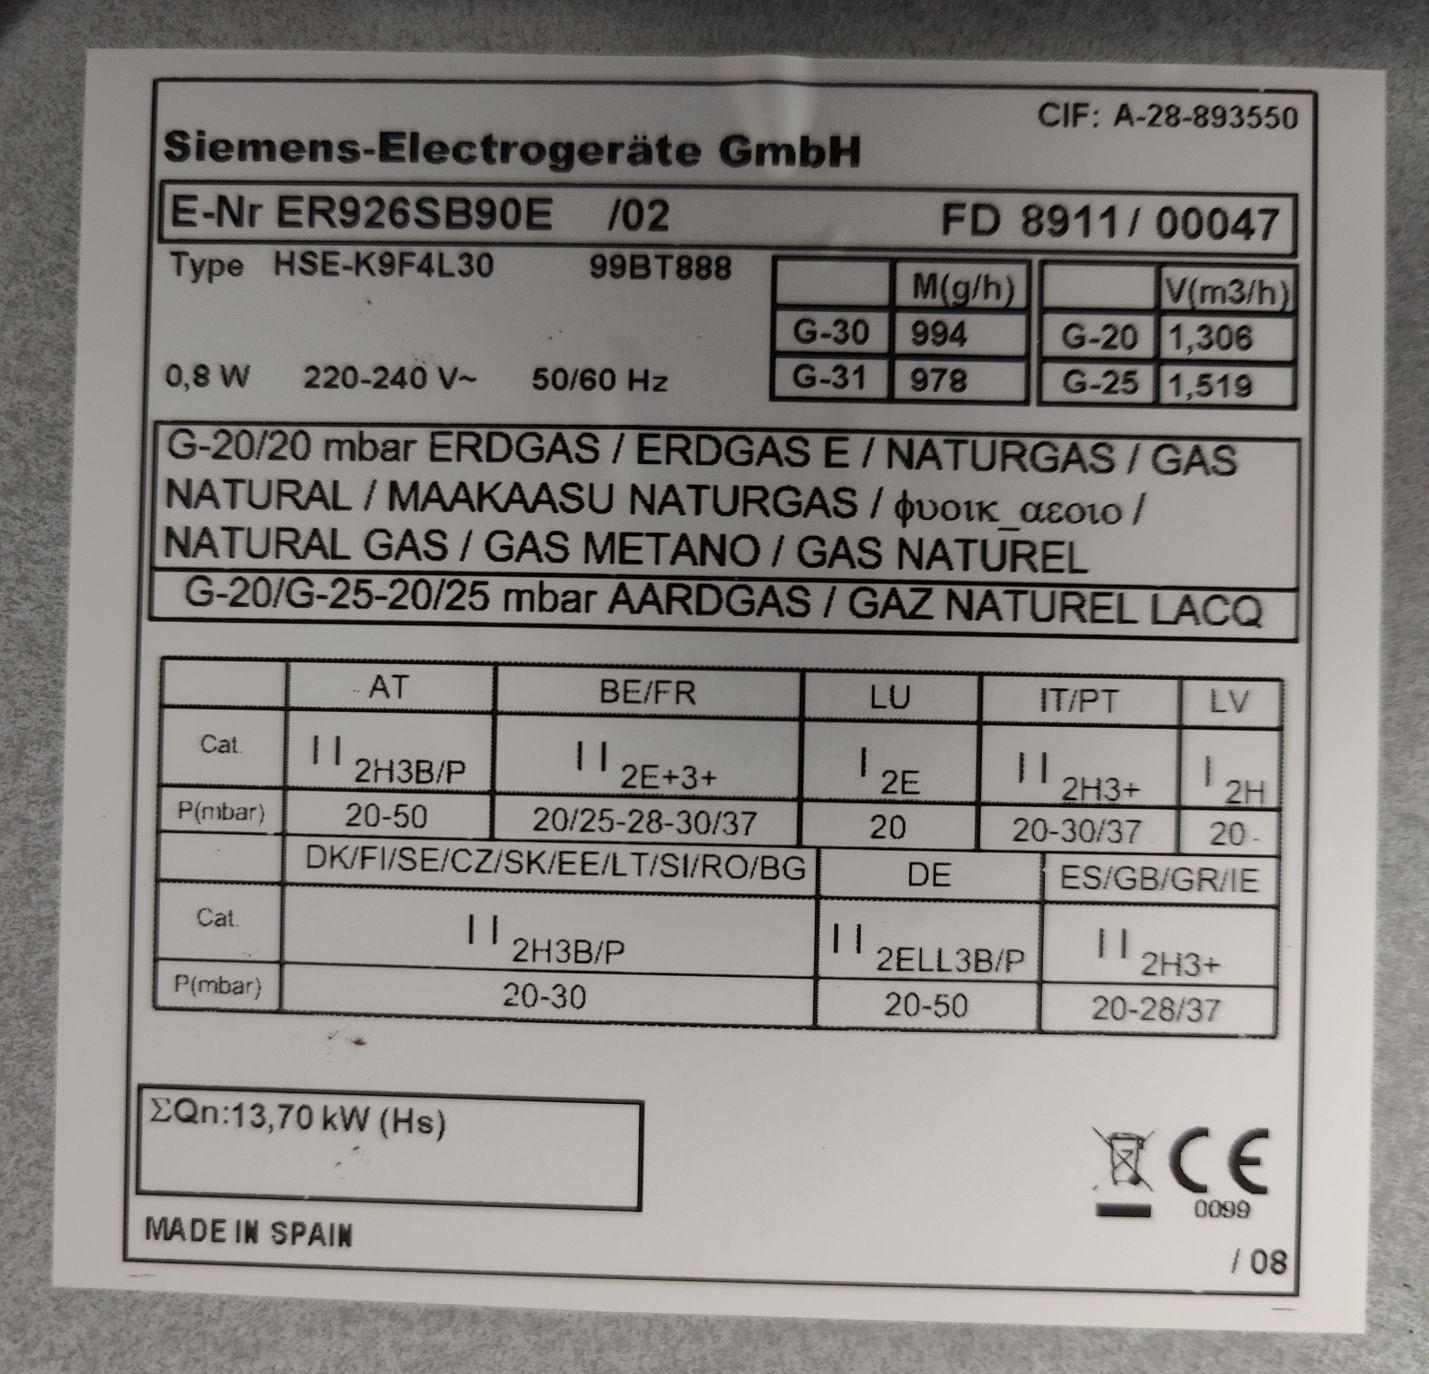 CIF: A-28-893550
Siemens-Electrogeräte GmbH
E-Nr ER926SB90E /02 FD 8911/ 00047
Type HSE-K9F4L30 99BT888
M(g/h) V(m3/h)
G-30 994 G-20 1,306
0,8 W 220-240 V~ 50/60 Hz G-31 978 G-25 1,519
G-20/20 mbar ERDGAS / ERDGAS E / NATURGAS / GAS
NATURAL / MAAKAASU NATURGAS / φυοικ_αεοιο /
NATURAL GAS / GAS METANO / GAS NATUREL
G-20/G-25-20/25 mbar AARDGAS / GAZ NATUREL LACQ
AT BE/FR LU IT/PT LV
Cat. II 2H3B/P II 2E+3+ I 2E II 2H3+ I 2H
P(mbar) 20-50 20/25-28-30/37 20 20-30/37 20-
DK/FI/SE/CZ/SK/EE/LT/SI/RO/BG DE ES/GB/GR/IE
Cat. II 2H3B/P II 2ELL3B/P II 2H3+
P(mbar) 20-30 20-50 20-28/37
ΣQn:13,70 kW (Hs)
CE
0099
MADE IN SPAIN
/ 08